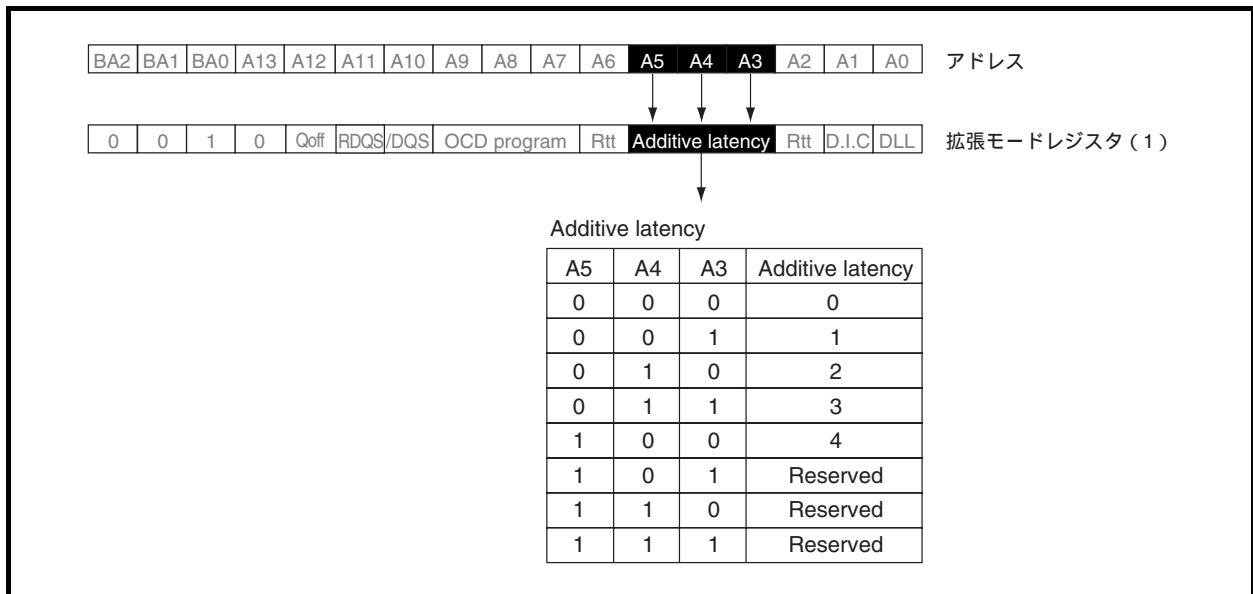 BA2 BA1 BA0 A13 A12 A11 A10 A9 A8 A7 A6 A5 A4 A3 A2 A1 A0 アドレス
0 0 1 0 Qoff RDQS /DQS OCD program Rtt Additive latency Rtt D.I.C DLL 拡張モードレジスタ(1)
Additive latency
A5 A4 A3 Additive latency
0 0 0 0
0 0 1 1
0 1 0 2
0 1 1 3
1 0 0 4
1 0 1 Reserved
1 1 0 Reserved
1 1 1 Reserved